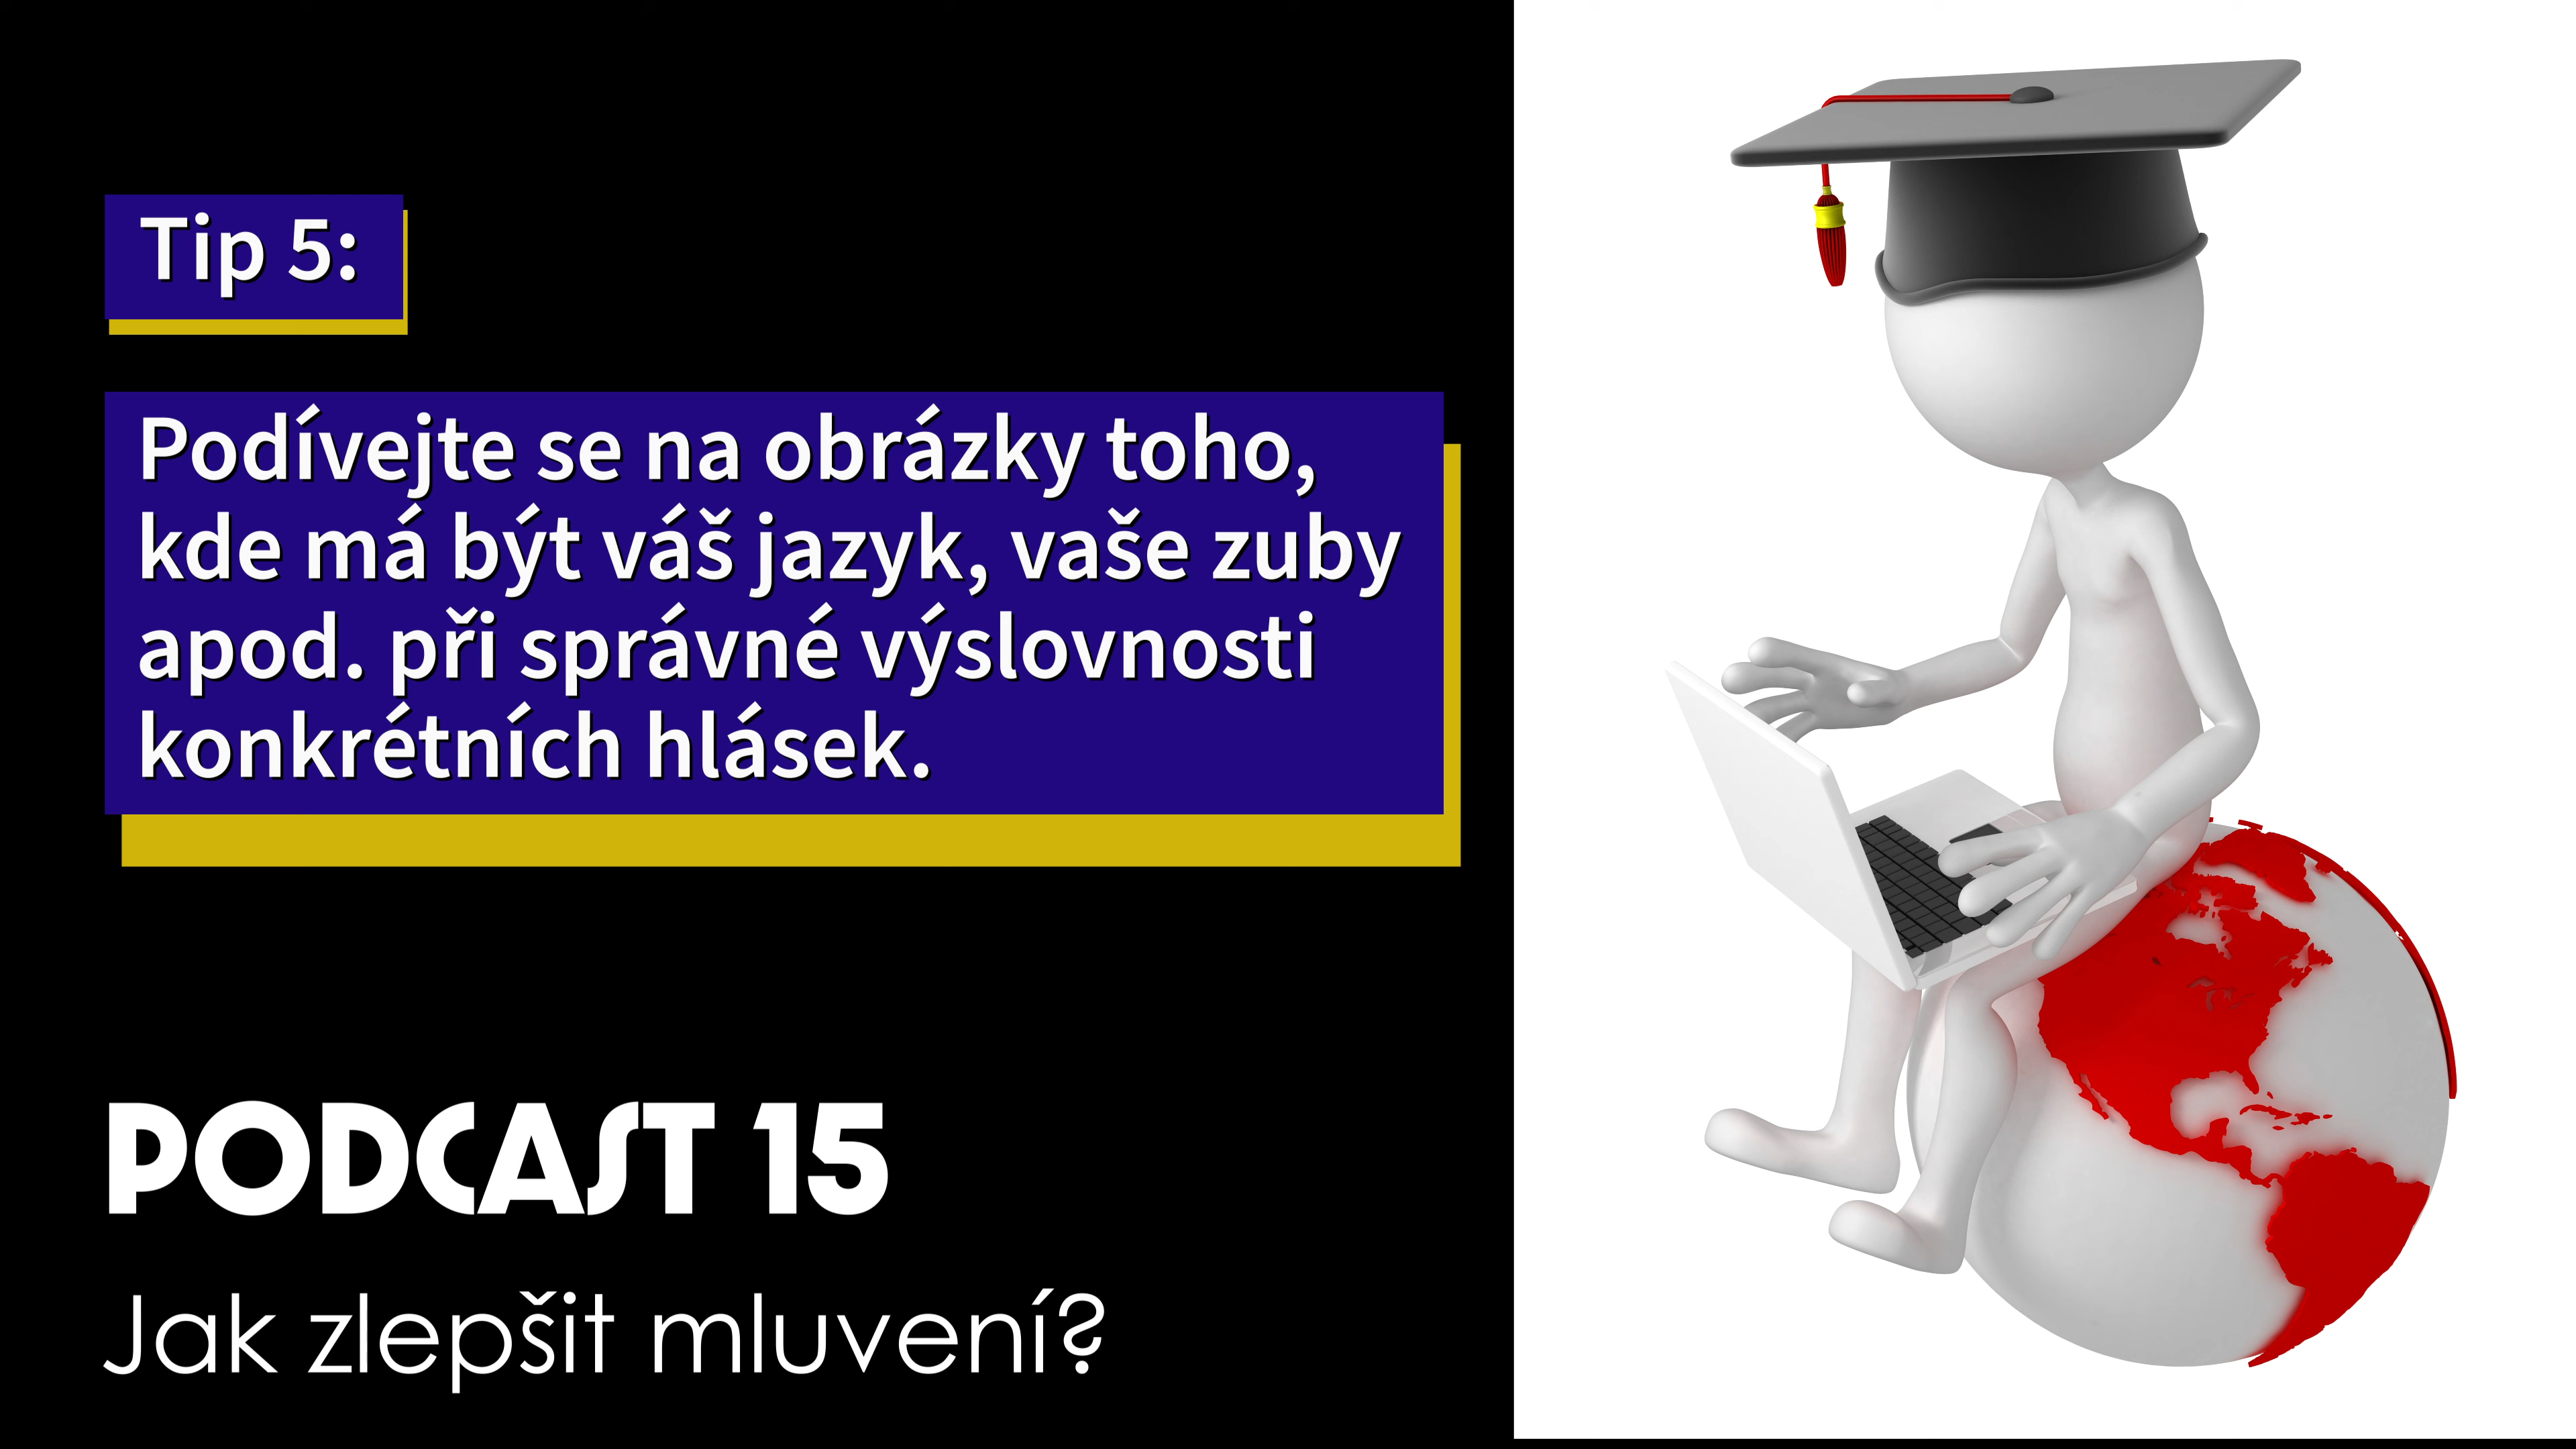 Tip 5:
Podívejte se na obrázky toho,
kde má být váš jazyk, vaše zuby
apod. při správné výslovnosti
konkrétních hlásek.
PODCAST 15
Jak zlepšit mluvení?